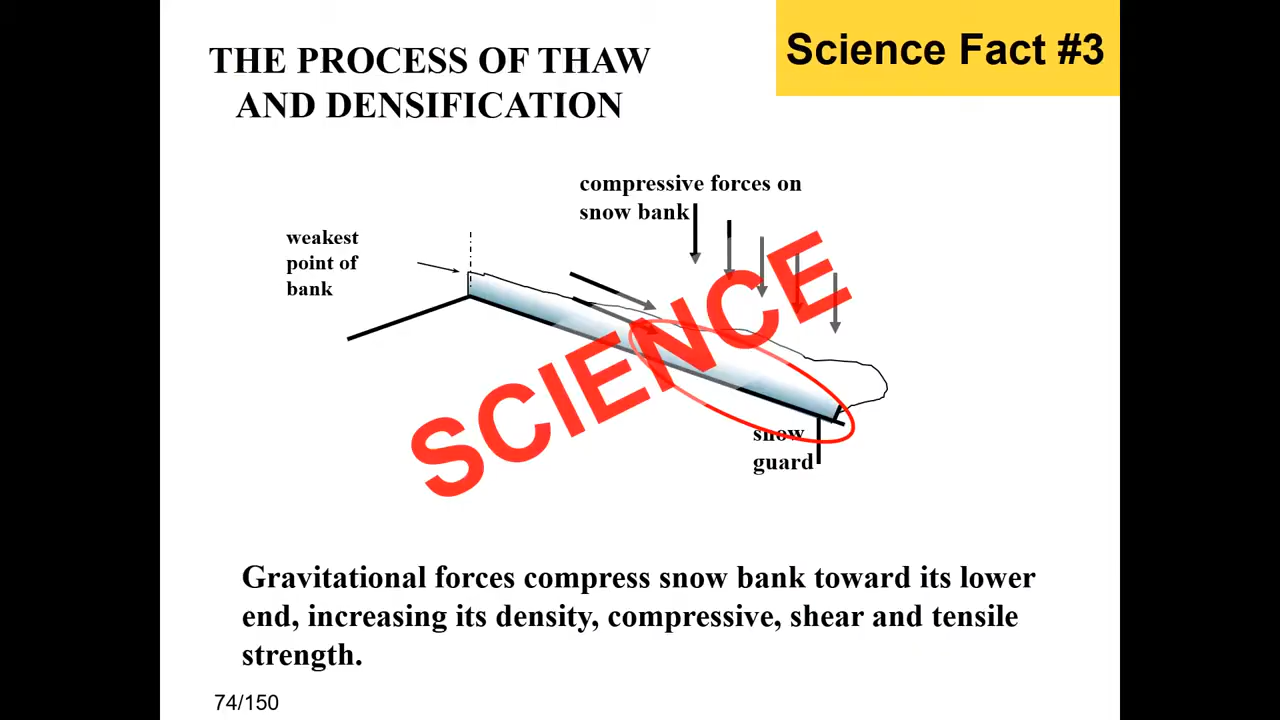 THE PROCESS OF THAW
AND DENSIFICATION
Science Fact #3
compressive forces on
snow bank
weakest
point of
bank
SCIENCE
snow
guard
Gravitational forces compress snow bank toward its lower
end, increasing its density, compressive, shear and tensile
strength.
74/150